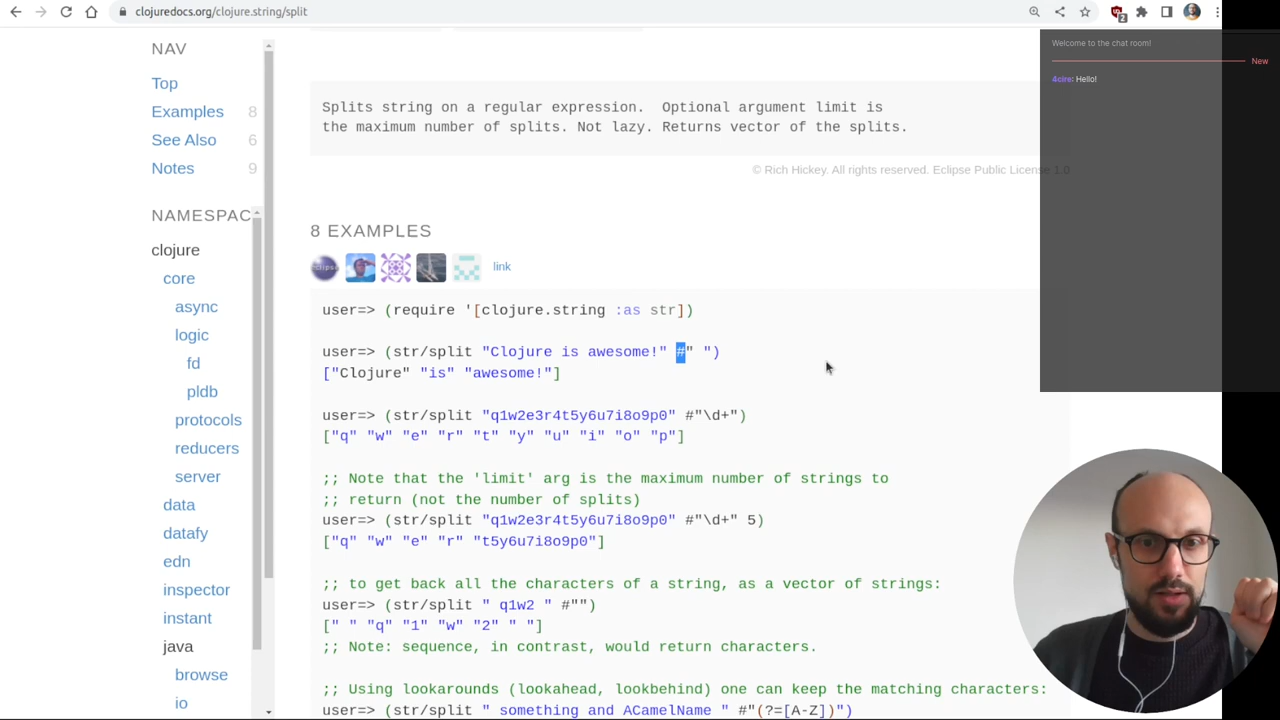 clojuredocs.org/clojure.string/split
2
NAV
Top
Examples 8
See Also 6
Notes 9
NAMESPAC
clojure
core
async
logic
fd
pldb
protocols
reducers
server
data
datafy
edn
inspector
instant
java
browse
io
Splits string on a regular expression.  Optional argument limit is
the maximum number of splits. Not lazy. Returns vector of the splits.
© Rich Hickey. All rights reserved. Eclipse Public License 1.0
8 EXAMPLES
link
user=> (require '[clojure.string :as str])
user=> (str/split "Clojure is awesome!" #" ")
["Clojure" "is" "awesome!"]
user=> (str/split "q1w2e3r4t5y6u7i8o9p0" #"\d+")
["q" "w" "e" "r" "t" "y" "u" "i" "o" "p"]
;; Note that the 'limit' arg is the maximum number of strings to
;; return (not the number of splits)
user=> (str/split "q1w2e3r4t5y6u7i8o9p0" #"\d+" 5)
["q" "w" "e" "r" "t5y6u7i8o9p0"]
;; to get back all the characters of a string, as a vector of strings:
user=> (str/split " q1w2 " #"")
[" " "q" "1" "w" "2" " "]
;; Note: sequence, in contrast, would return characters.
;; Using lookarounds (lookahead, lookbehind) one can keep the matching characters:
user=> (str/split " something and ACamelName " #"(?=[A-Z])")
Welcome to the chat room!
New
4cire: Hello!